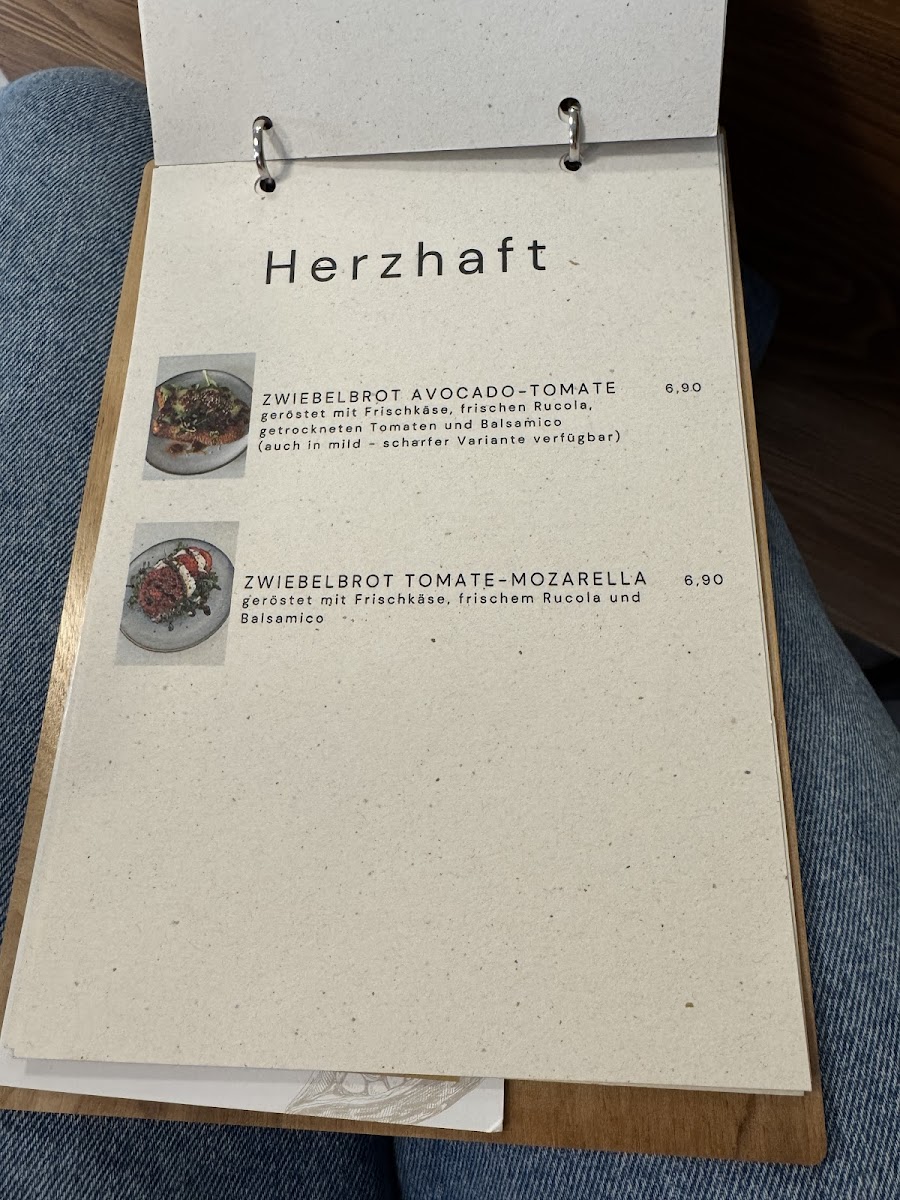 Herzhaft
ZWIEBELBROT AVOCADO-TOMATE 6,90
geröstet mit Frischkäse, frischen Rucola,
getrockneten Tomaten und Balsamico
(auch in mild - scharfer Variante verfügbar)
ZWIEBELBROT TOMATE-MOZARELLA 6,90
geröstet mit Frischkäse, frischem Rucola und
Balsamico